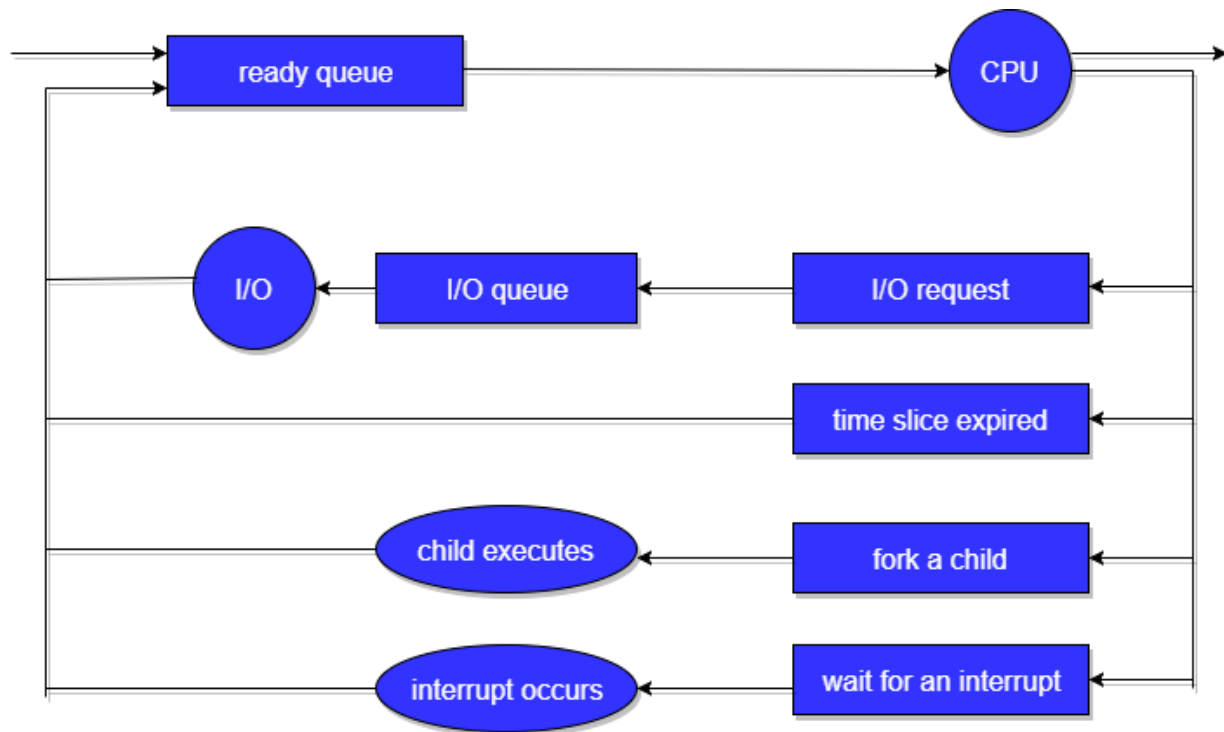 ready queue
CPU
I/O
I/O queue
I/O request
time slice expired
child executes
fork a child
interrupt occurs
wait for an interrupt